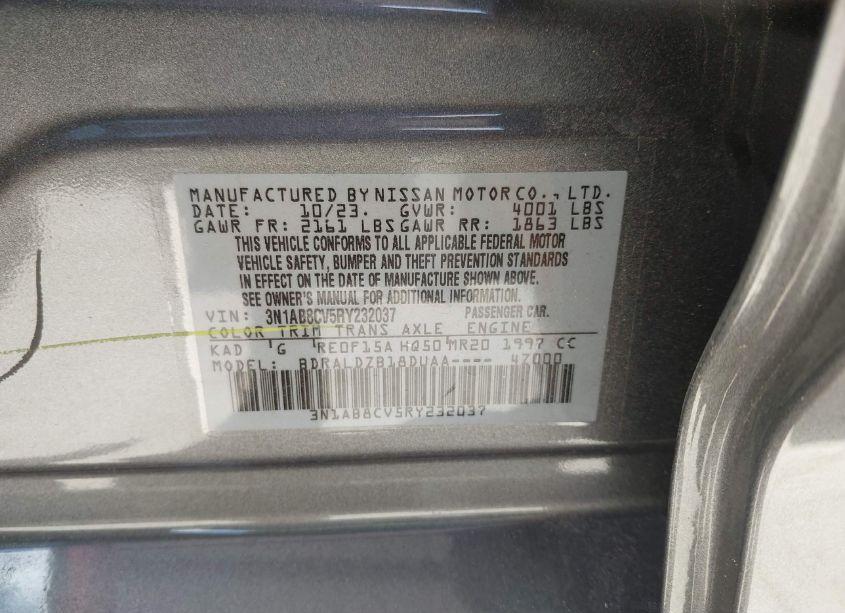 MANUFACTURED BY NISSAN MOTOR CO., LTD.
DATE: 10/23. GVWR: 4001 LBS
GAWR FR: 2161 LBS GAWR RR: 1863 LBS
THIS VEHICLE CONFORMS TO ALL APPLICABLE FEDERAL MOTOR
VEHICLE SAFETY, BUMPER AND THEFT PREVENTION STANDARDS
IN EFFECT ON THE DATE OF MANUFACTURE SHOWN ABOVE.
SEE OWNER'S MANUAL FOR ADDITIONAL INFORMATION.
VIN: 3N1AB8CV5RY232037 PASSENGER CAR.
COLOR TRIM TRANS AXLE ENGINE
KAD G RE0F15A HQ50 MR20 1997 CC
MODEL: BDRALDZB18DUAA---- 47000
3N1AB8CV5RY232037